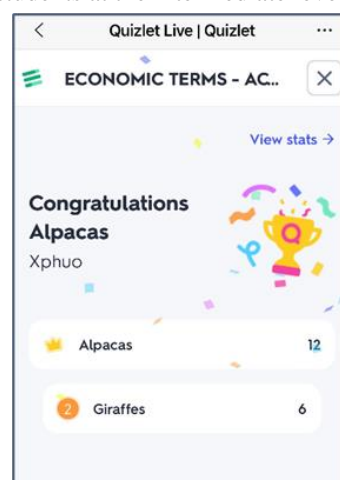 Quizlet Live | Quizlet
ECONOMIC TERMS - AC...
View stats →
Congratulations
Alpacas
Xphuo
Q
Alpacas 12
2 Giraffes 6